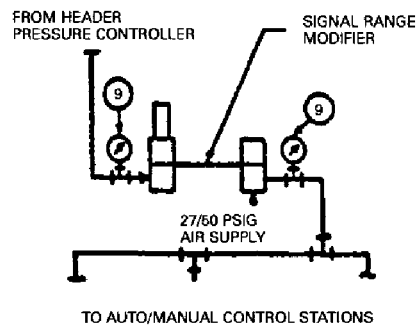 FROM HEADER
PRESSURE CONTROLLER
SIGNAL RANGE
MODIFIER
9
9
27/60 PSIG
AIR SUPPLY
TO AUTO/MANUAL CONTROL STATIONS